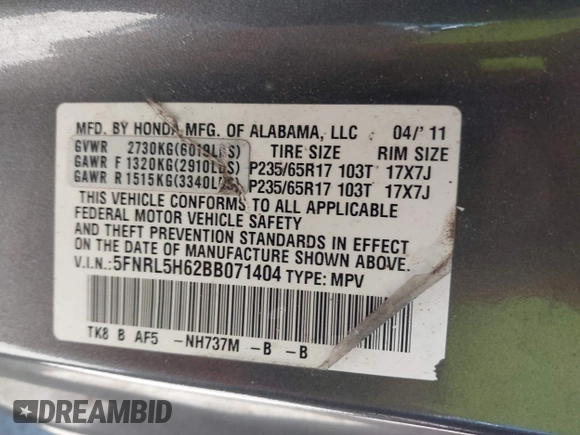 MFD. BY HONDA MFG. OF ALABAMA, LLC 04/'11
GVWR 2730KG(6019LBS) TIRE SIZE RIM SIZE
GAWR F 1320KG(2910LBS) P235/65R17 103T 17X7J
GAWR R 1515KG(3340LBS) P235/65R17 103T 17X7J
THIS VEHICLE CONFORMS TO ALL APPLICABLE
FEDERAL MOTOR VEHICLE SAFETY
AND THEFT PREVENTION STANDARDS IN EFFECT
ON THE DATE OF MANUFACTURE SHOWN ABOVE.
V.I.N.:5FNRL5H62BB071404 TYPE: MPV
TK8 B AF5 -NH737M -B -B
DREAMBID